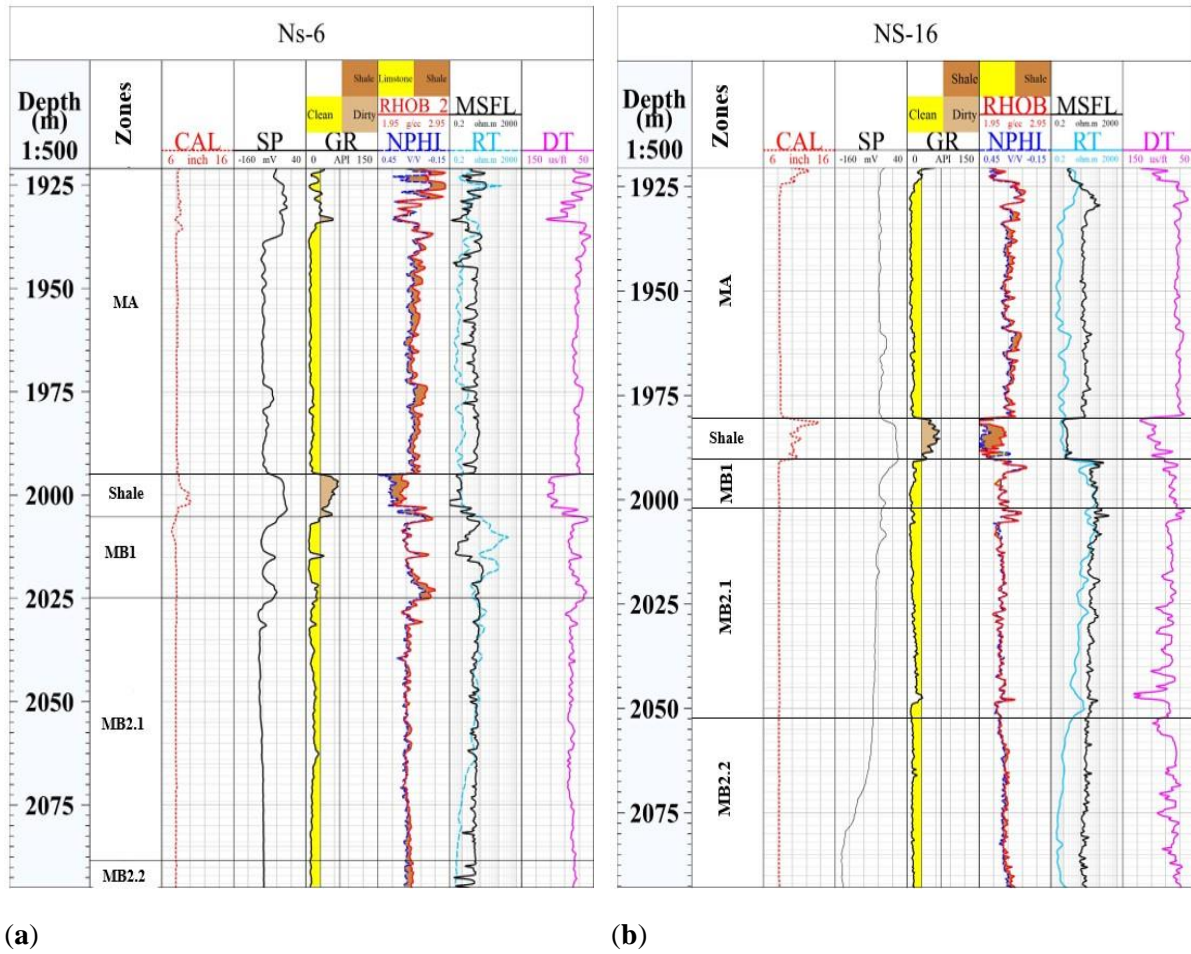 Ns-6
Depth
(m)
1:500
Zones
Shale
Limstone
Shale
Clean
Dirty
RHOB_2
1.95 g/cc 2.95
MSFL
0.2 ohm.m 2000
CAL
6 inch 16
SP
-160 mV 40
GR
0 API 150
NPHI
0.45 V/V -0.15
RT
0.2 ohm.m 2000
DT
150 us/ft 50
1925
1950
MA
1975
2000
Shale
MB1
2025
2050
MB2.1
2075
MB2.2
(a)
NS-16
Depth
(m)
1:500
Zones
Shale
Shale
Clean
Dirty
RHOB
1.95 g/cc 2.95
MSFL
0.2 ohm.m 2000
CAL
6 inch 16
SP
-160 mV 40
GR
0 API 150
NPHI
0.45 V/V -0.15
RT
0.2 ohm.m 2000
DT
150 us/ft 50
1925
1950
MA
1975
Shale
2000
MB1
2025
MB2.1
2050
2075
MB2.2
(b)